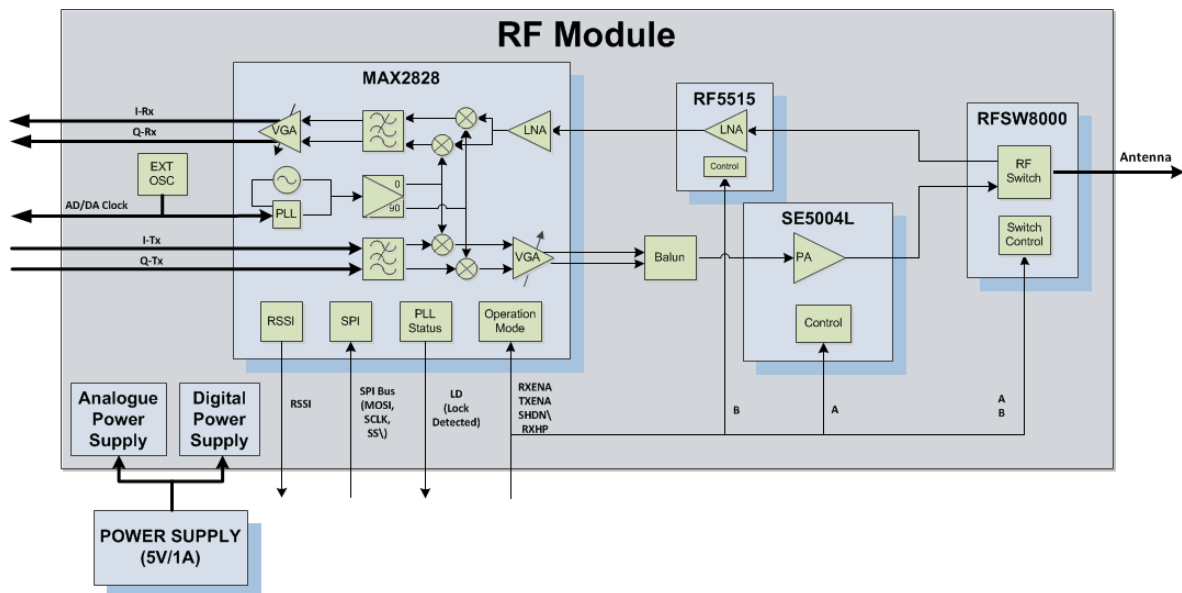 RF Module
MAX2828
RF5515
RFSW8000
SE5004L
I-Rx
Q-Rx
VGA
LNA
LNA
Control
RF
Switch
Antenna
EXT
OSC
AD/DA Clock
PLL
0
90
Switch
Control
I-Tx
Q-Tx
VGA
Balun
PA
RSSI
SPI
PLL
Status
Operation
Mode
Control
RSSI
SPI Bus
(MOSI,
SCLK,
SS\)
LD
(Lock
Detected)
RXENA
TXENA
SHDN\
RXHP
B
A
A
B
Analogue
Power
Supply
Digital
Power
Supply
POWER SUPPLY
(5V/1A)